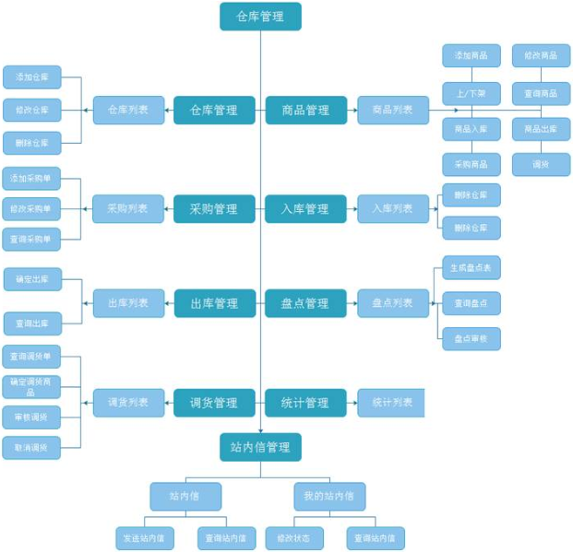 仓库管理
添加仓库
修改仓库
删除仓库
仓库列表
仓库管理
商品管理
商品列表
添加商品
修改商品
上/下架
查询商品
商品入库
商品出库
采购商品
调货
添加采购单
修改采购单
查询采购单
采购列表
采购管理
入库管理
入库列表
删除仓库
删除仓库
确定出库
查询出库
出库列表
出库管理
盘点管理
盘点列表
生成盘点表
查询盘点
盘点审核
查询调货单
确定调货商
品
审核调货
取消调货
调货列表
调货管理
统计管理
统计列表
站内信管理
站内信
我的站内信
发送站内信
查询站内信
修改状态
查询站内信